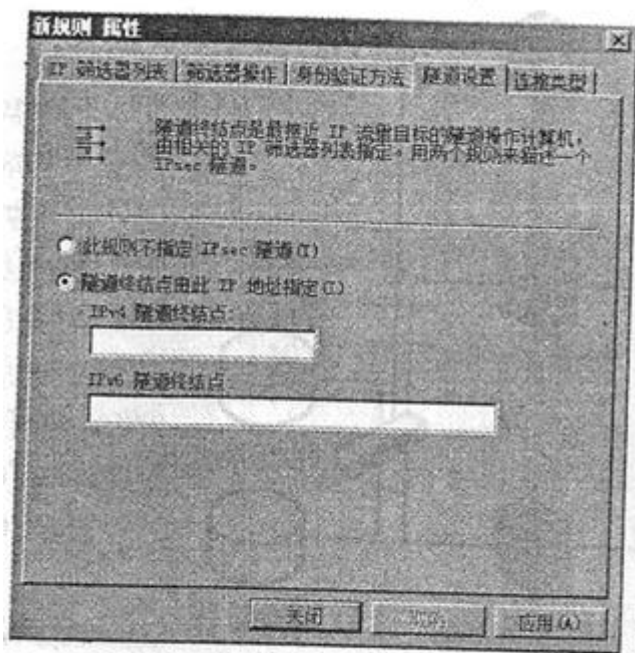 新规则 属性
IP 筛选器列表
筛选器操作
身份验证方法
隧道设置
连接类型
隧道终结点是最接近 IP 流量目标的隧道操作计算机，
由相关的 IP 筛选器列表指定。用两个规则来描述一个
IPsec 隧道。
此规则不指定 IPsec 隧道(T)
隧道终结点由此 IP 地址指定(I)
IPv4 隧道终结点:
IPv6 隧道终结点:
关闭
取消
应用(A)